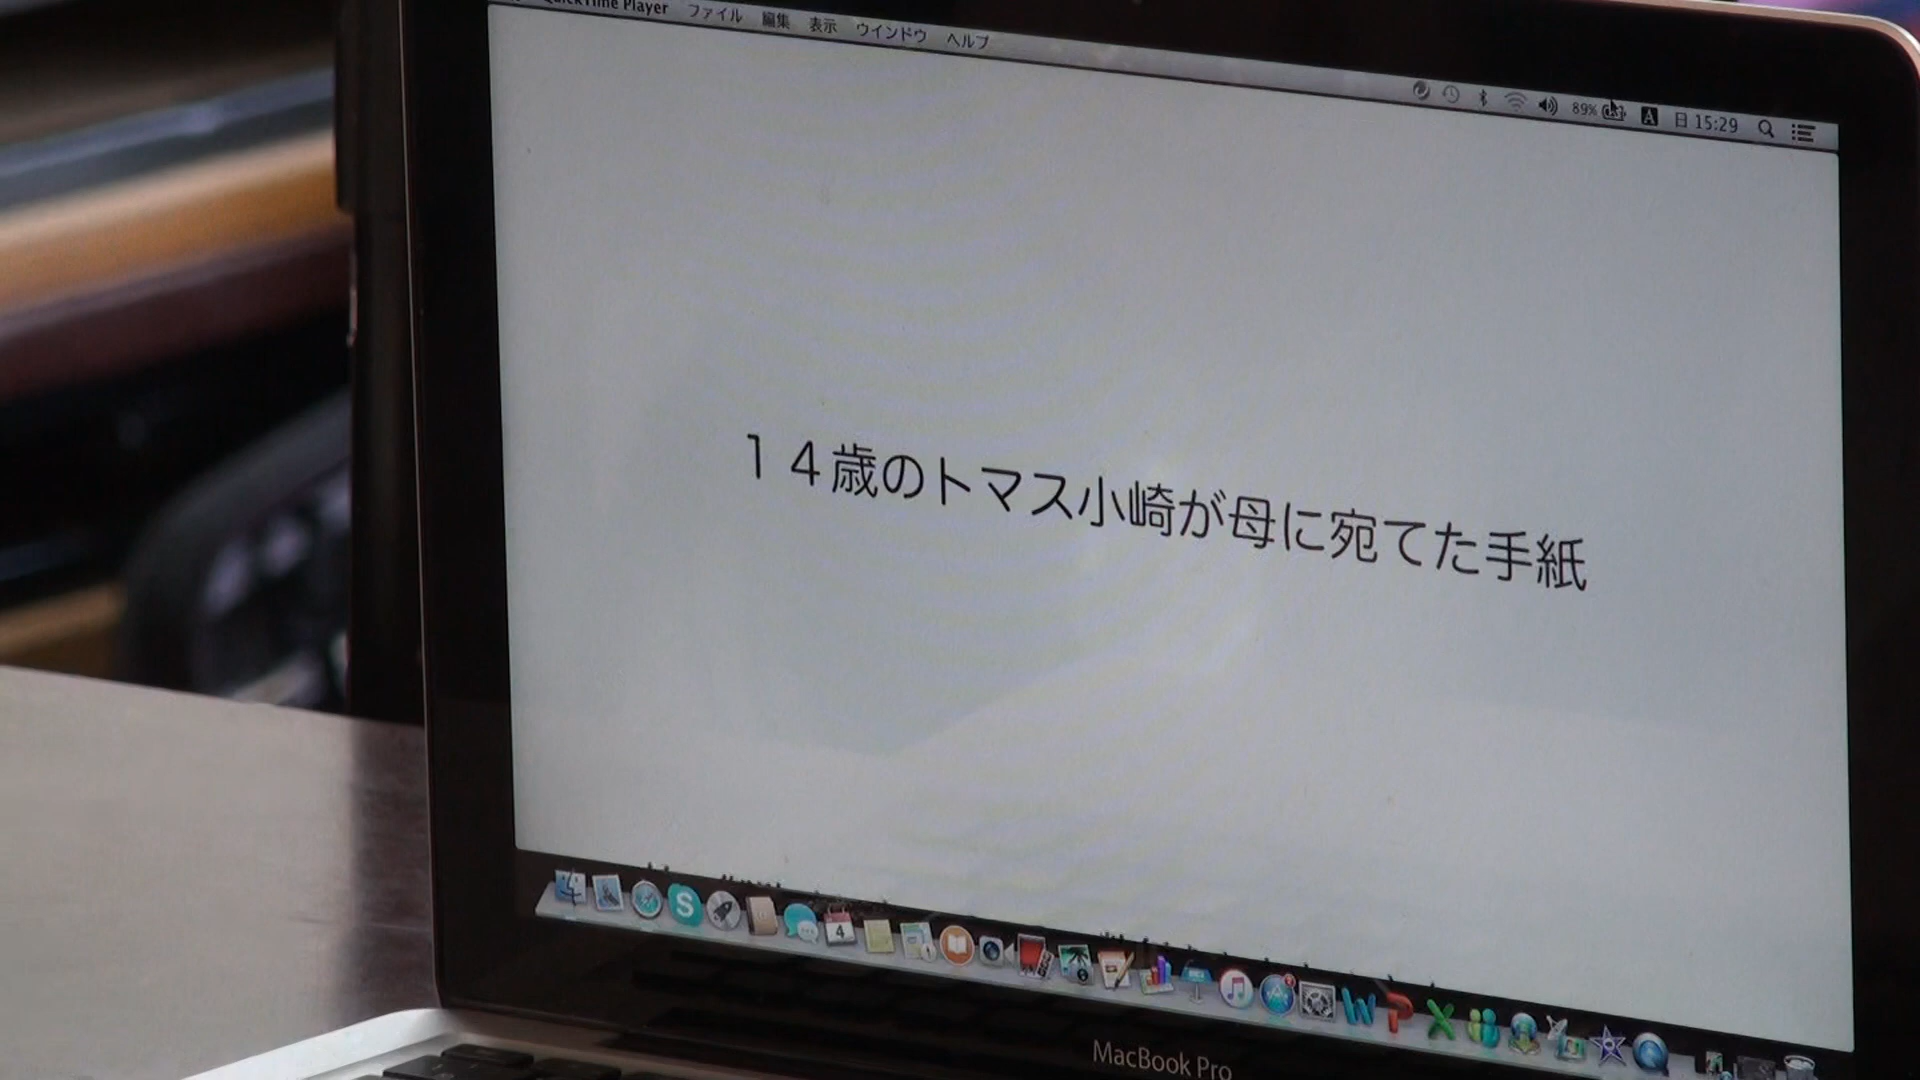 QuickTime Player ファイル 編集 表示 ウインドウ ヘルプ
89% A 日 15:29
14歳のトマス小崎が母に宛てた手紙
S
4
MacBook Pro